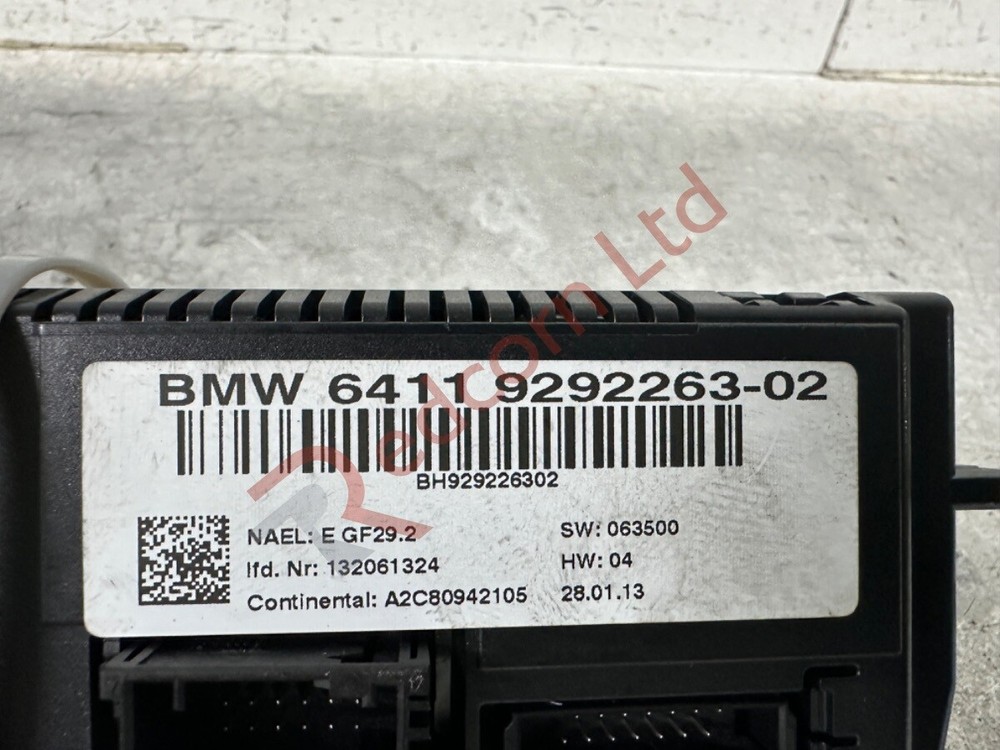 BMW 6411 9292263-02
BH929226302
NAEL: E GF29.2
SW: 063500
lfd. Nr: 132061324
HW: 04
Continental: A2C80942105
28.01.13
Redcorn Ltd